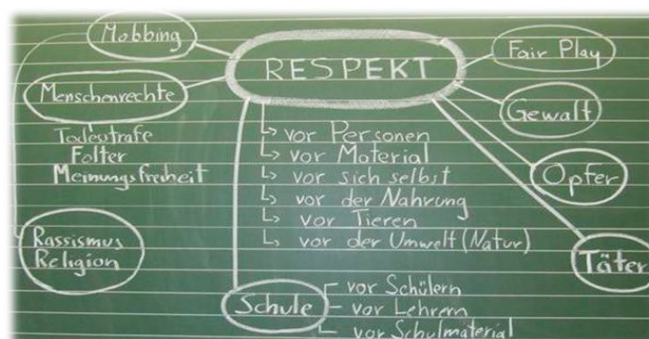 Mobbing
RESPEKT
Fair Play
Menschenrechte
Todesstrafe
Folter
Meinungsfreiheit
Gewalt
Opfer
Täter
vor Personen
vor Material
vor sich selbst
vor der Nahrung
vor Tieren
vor der Umwelt (Natur)
Rassismus
Religion
Schule
vor Schülern
vor Lehrern
vor Schulmaterial